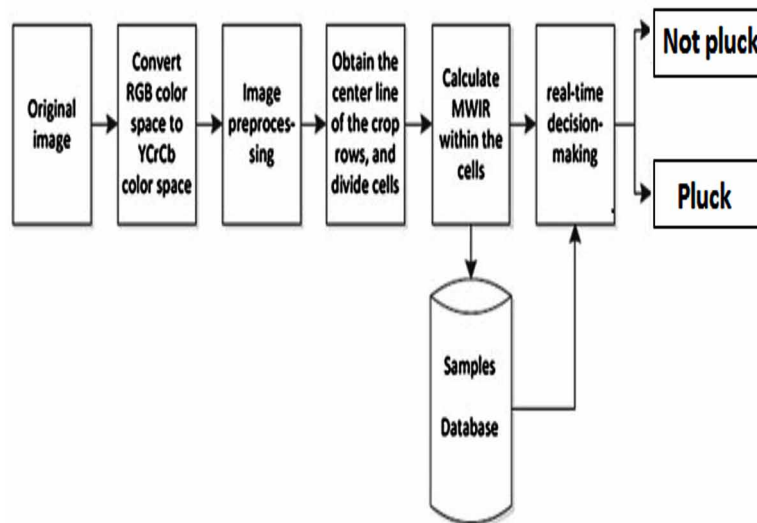 Original
image
Convert
RGB color
space to
YCrCb
color space
Image
preproces-
sing
Obtain the
center line
of the crop
rows, and
divide cells
Calculate
MWIR
within the
cells
real-time
decision-
making
Not pluck
Pluck
Samples
Database